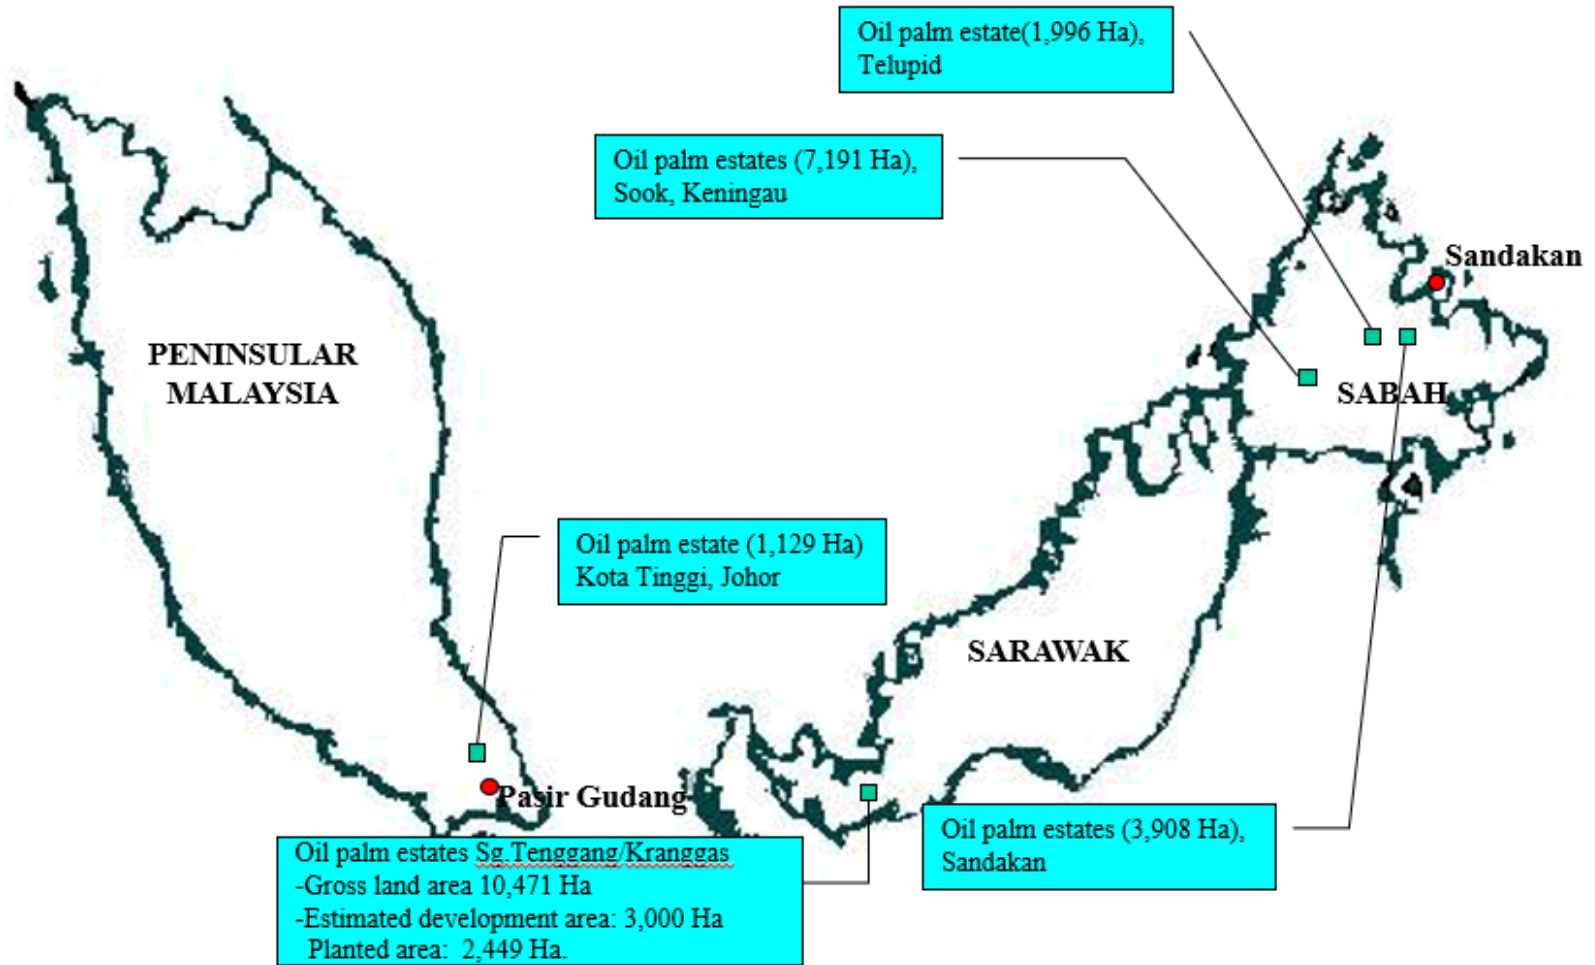 Oil palm estate(1,996 Ha),
Telupid
Oil palm estates (7,191 Ha),
Sook, Keningau
Sandakan
PENINSULAR
MALAYSIA
SABAH
Oil palm estate (1,129 Ha)
Kota Tinggi, Johor
SARAWAK
Pasir Gudang
Oil palm estates (3,908 Ha),
Sandakan
Oil palm estates Sg.Tenggang/Kranggas
-Gross land area 10,471 Ha
-Estimated development area: 3,000 Ha
Planted area: 2,449 Ha.